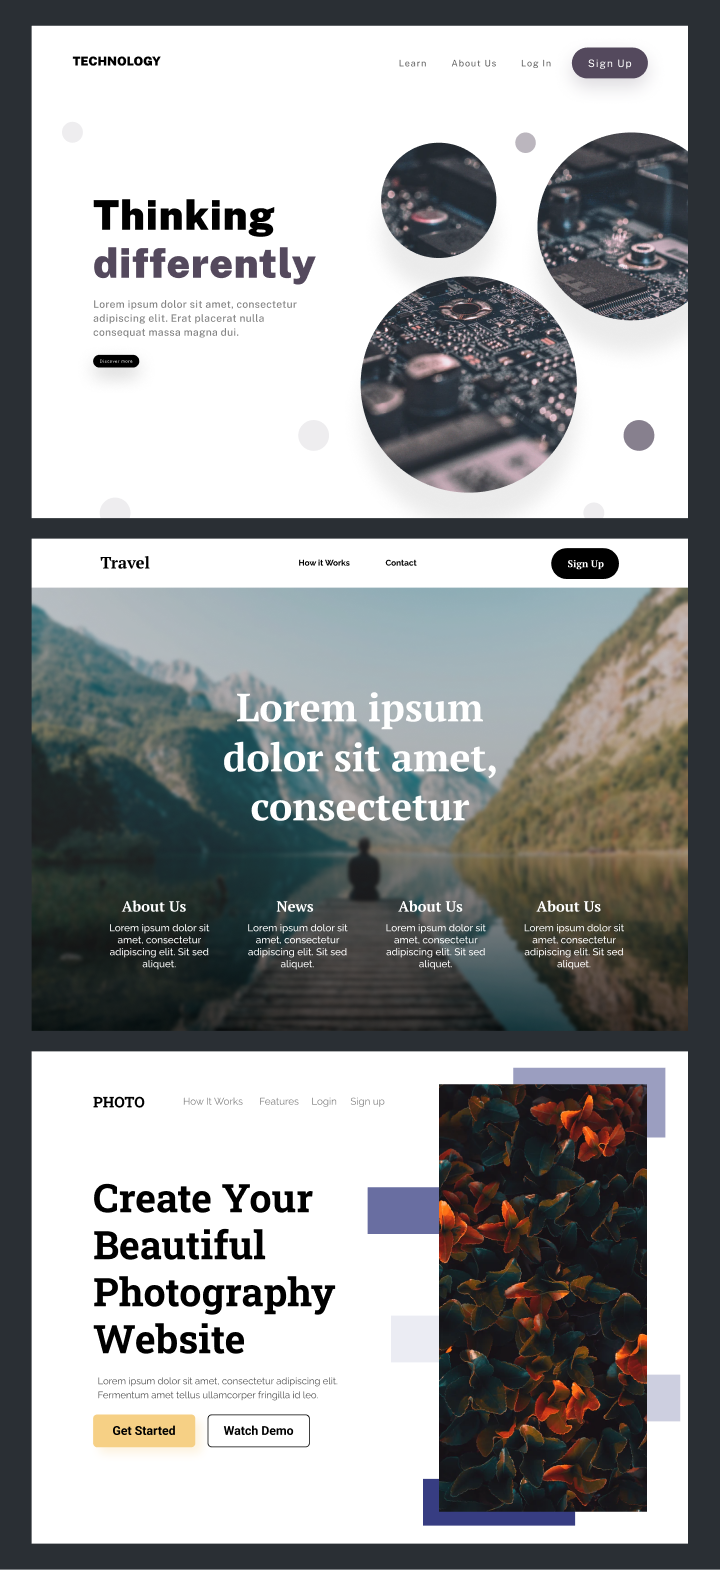 TECHNOLOGY
Learn About Us Log In Sign Up
Thinking
differently
Lorem ipsum dolor sit amet, consectetur
adipiscing elit. Erat placerat nulla
consequat massa magna dui.
Discover more
Travel
How it Works Contact
Sign Up
Lorem ipsum
dolor sit amet,
consectetur
About Us
Lorem ipsum dolor sit
amet, consectetur
adipiscing elit. Sit sed
aliquet.
News
Lorem ipsum dolor sit
amet, consectetur
adipiscing elit. Sit sed
aliquet.
About Us
Lorem ipsum dolor sit
amet, consectetur
adipiscing elit. Sit sed
aliquet.
About Us
Lorem ipsum dolor sit
amet, consectetur
adipiscing elit. Sit sed
aliquet.
PHOTO
How It Works Features Login Sign up
Create Your
Beautiful
Photography
Website
Lorem ipsum dolor sit amet, consectetur adipiscing elit.
Fermentum amet tellus ullamcorper fringilla id leo.
Get Started
Watch Demo